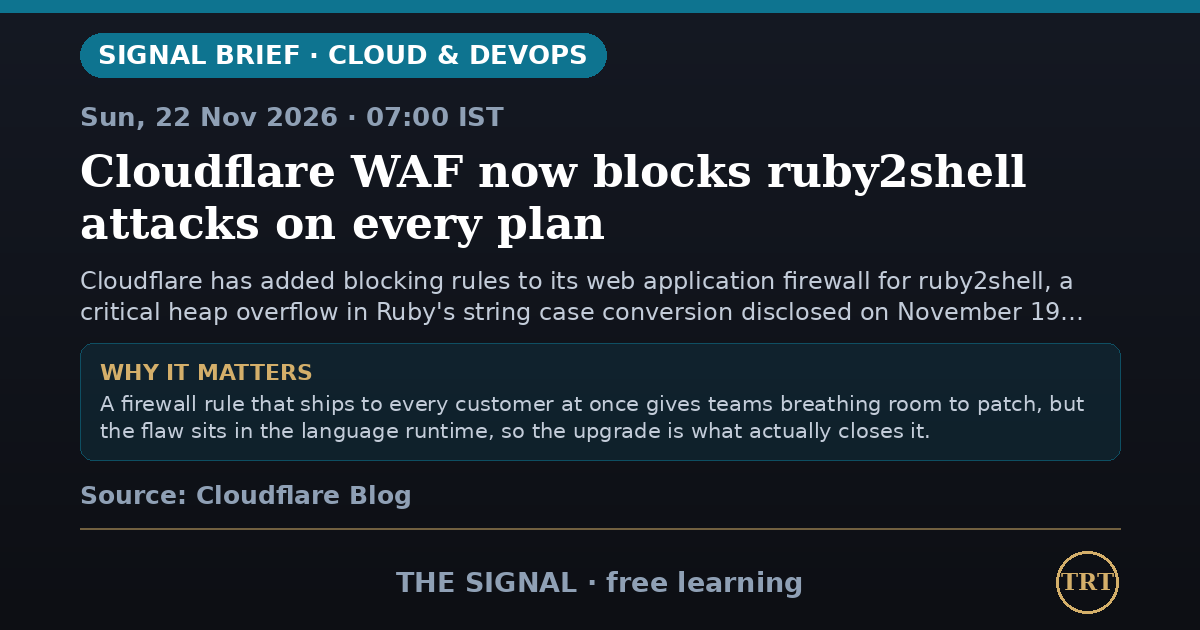 SIGNAL BRIEF · CLOUD & DEVOPS
Sun, 22 Nov 2026 · 07:00 IST
Cloudflare WAF now blocks ruby2shell
attacks on every plan
Cloudflare has added blocking rules to its web application firewall for ruby2shell, a
critical heap overflow in Ruby's string case conversion disclosed on November 19...
WHY IT MATTERS
A firewall rule that ships to every customer at once gives teams breathing room to patch, but
the flaw sits in the language runtime, so the upgrade is what actually closes it.
Source: Cloudflare Blog
THE SIGNAL · free learning
TRT